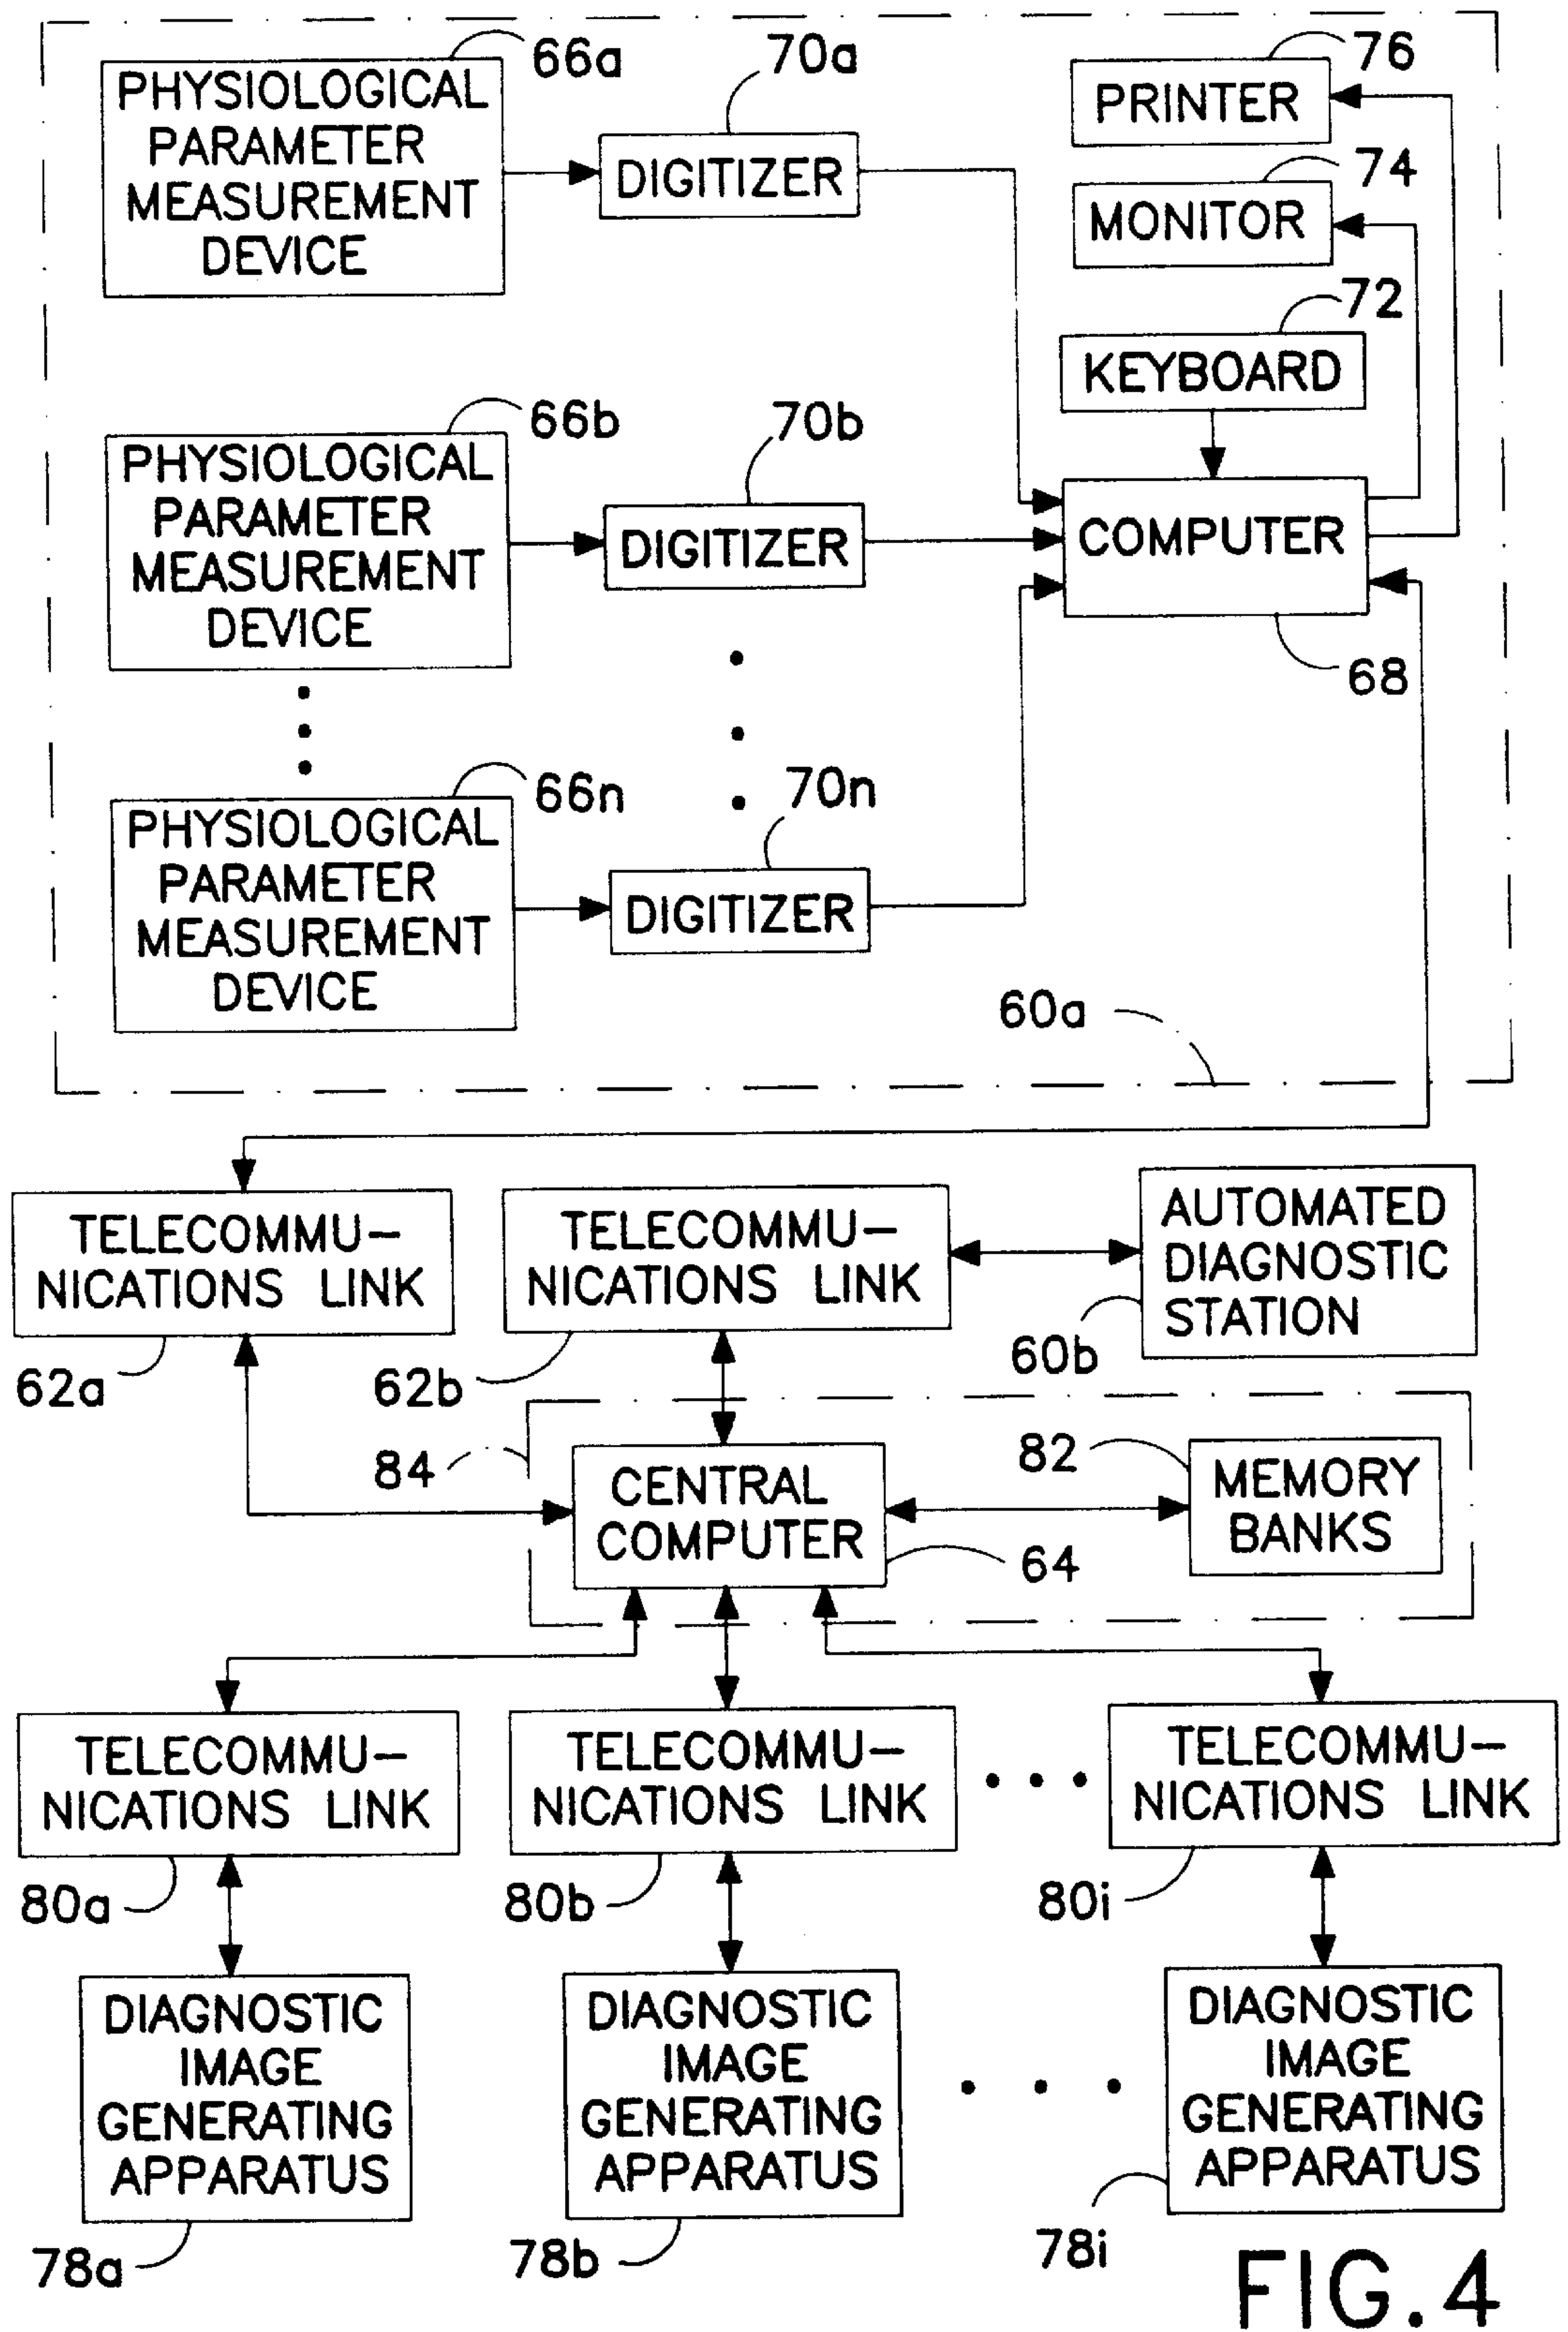 66a
70a
76
PHYSIOLOGICAL
PARAMETER
MEASUREMENT
DEVICE
DIGITIZER
PRINTER
74
MONITOR
72
KEYBOARD
66b
70b
PHYSIOLOGICAL
PARAMETER
MEASUREMENT
DEVICE
DIGITIZER
COMPUTER
68
66n
70n
PHYSIOLOGICAL
PARAMETER
MEASUREMENT
DEVICE
DIGITIZER
60a
TELECOMMU-
NICATIONS LINK
62a
TELECOMMU-
NICATIONS LINK
62b
AUTOMATED
DIAGNOSTIC
STATION
60b
84
CENTRAL
COMPUTER
64
82
MEMORY
BANKS
TELECOMMU-
NICATIONS LINK
80a
TELECOMMU-
NICATIONS LINK
80b
TELECOMMU-
NICATIONS LINK
80i
DIAGNOSTIC
IMAGE
GENERATING
APPARATUS
78a
DIAGNOSTIC
IMAGE
GENERATING
APPARATUS
78b
DIAGNOSTIC
IMAGE
GENERATING
APPARATUS
78i
FIG.4